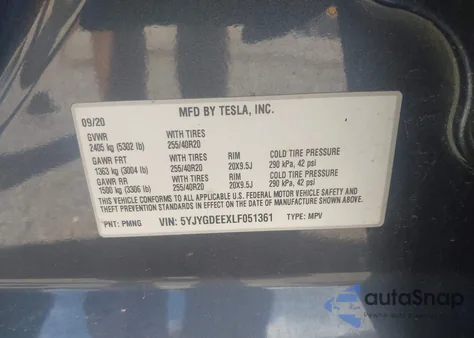 MFD BY TESLA, INC.
09/20
GVWR WITH TIRES
2405 kg (5302 lb) 255/40R20
GAWR FRT WITH TIRES RIM COLD TIRE PRESSURE
1363 kg (3004 lb) 255/40R20 20X9.5J 290 kPa, 42 psi
GAWR RR WITH TIRES RIM COLD TIRE PRESSURE
1500 kg (3306 lb) 255/40R20 20X9.5J 290 kPa, 42 psi
THIS VEHICLE CONFORMS TO ALL APPLICABLE U.S. FEDERAL MOTOR VEHICLE SAFETY AND
THEFT PREVENTION STANDARDS IN EFFECT ON THE DATE OF MANUFACTURE SHOWN ABOVE.
PNT: PMNG VIN: 5YJYGDEEXLF051361 TYPE: MPV
autoSnap